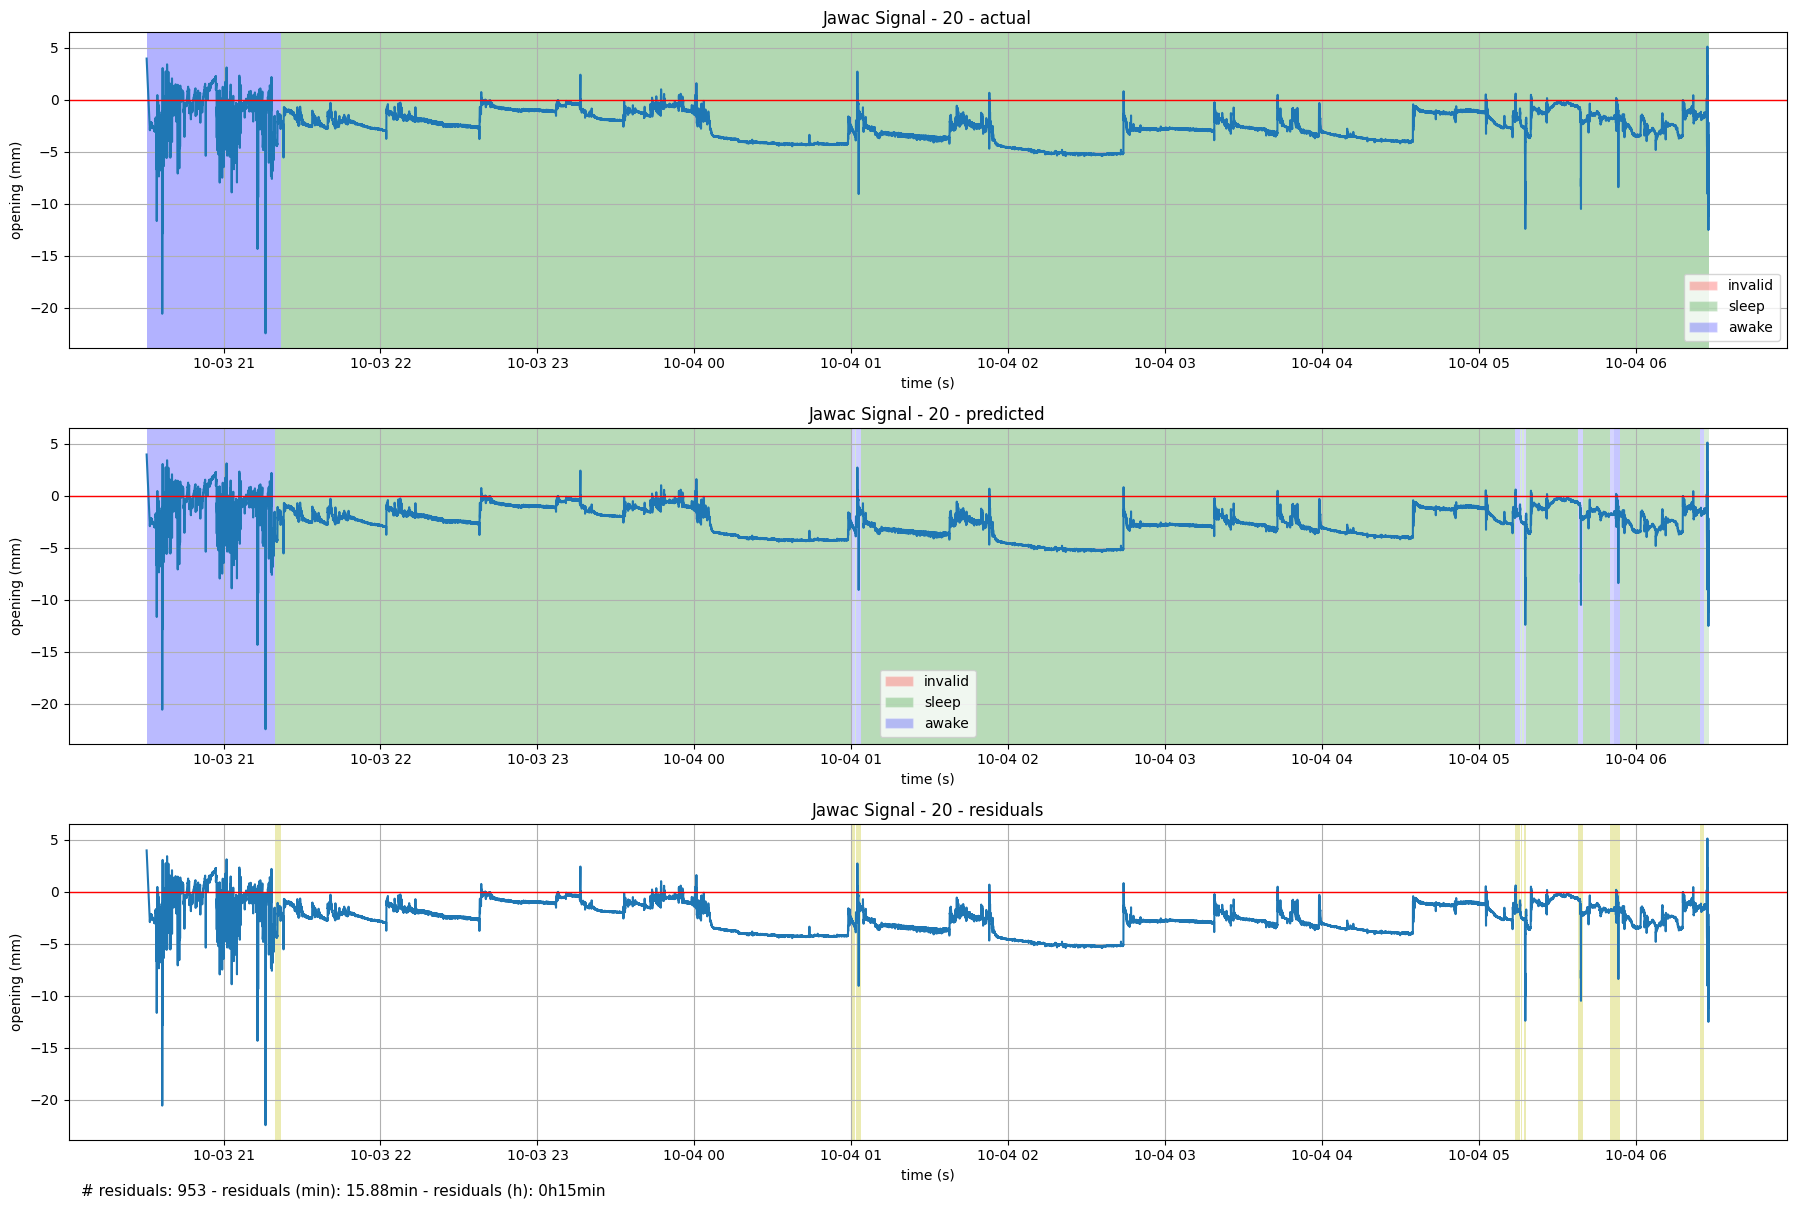 Jawac Signal - 20 - actual
opening (mm)
5
0
−5
−10
−15
−20
invalid
sleep
awake
10-03 21 10-03 22 10-03 23 10-04 00 10-04 01 10-04 02 10-04 03 10-04 04 10-04 05 10-04 06
time (s)
Jawac Signal - 20 - predicted
opening (mm)
5
0
−5
−10
−15
−20
invalid
sleep
awake
10-03 21 10-03 22 10-03 23 10-04 00 10-04 01 10-04 02 10-04 03 10-04 04 10-04 05 10-04 06
time (s)
Jawac Signal - 20 - residuals
opening (mm)
5
0
−5
−10
−15
−20
10-03 21 10-03 22 10-03 23 10-04 00 10-04 01 10-04 02 10-04 03 10-04 04 10-04 05 10-04 06
time (s)
# residuals: 953 - residuals (min): 15.88min - residuals (h): 0h15min